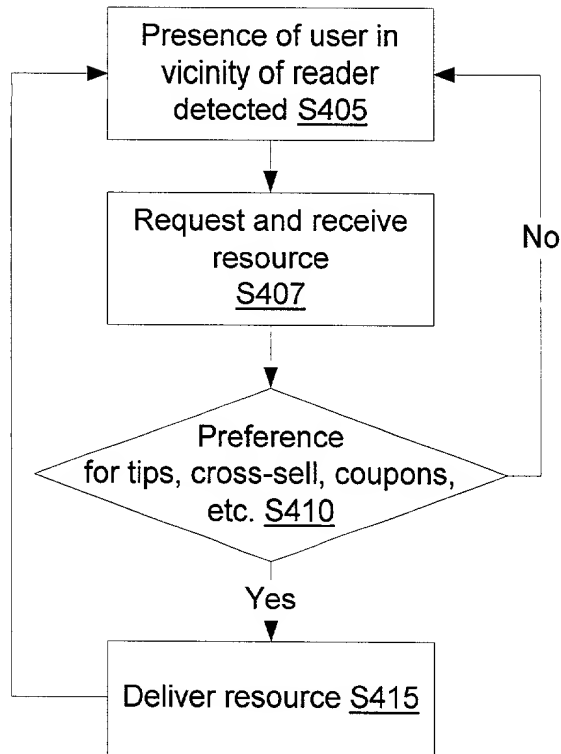 Presence of user in
vicinity of reader
detected S405
Request and receive
resource
S407
No
Preference
for tips, cross-sell, coupons,
etc. S410
Yes
Deliver resource S415